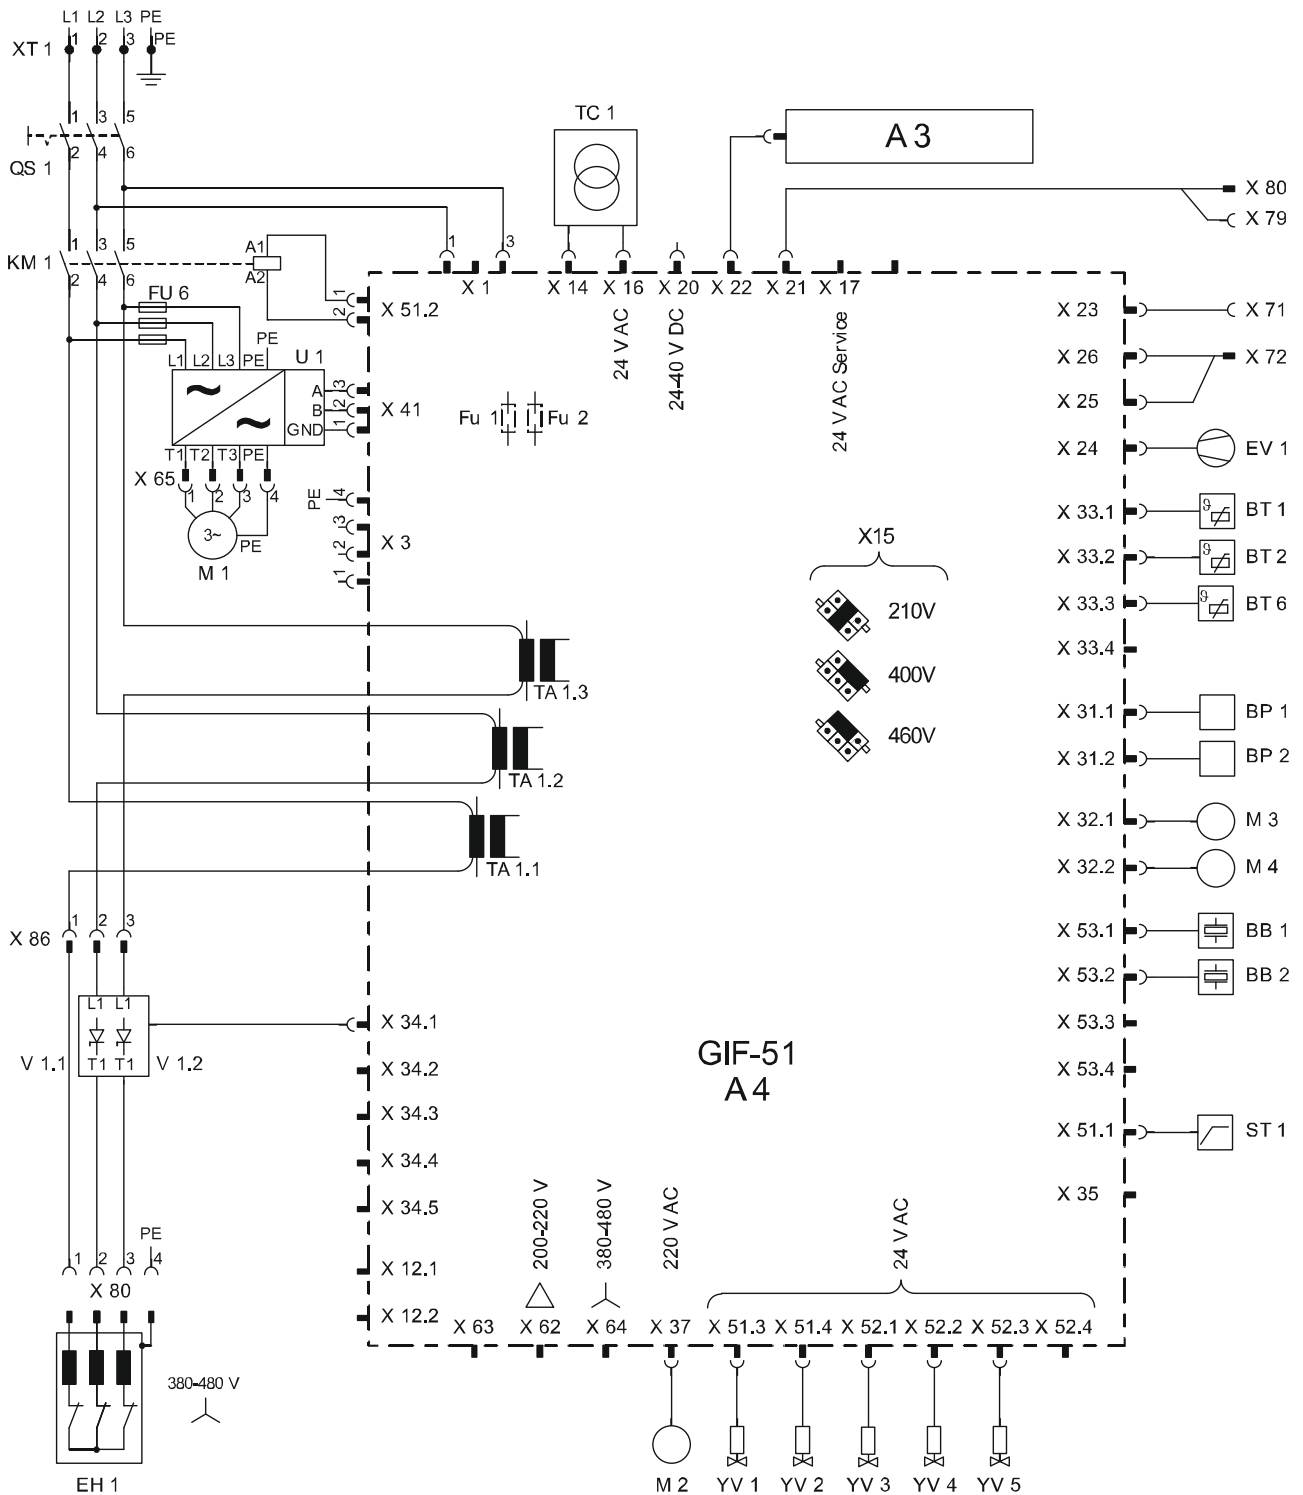 L1 L2 L3 PE
XT 1 1 2 3 PE
1 3 5
QS 1 2 4 6
TC 1
A 3
X 80
X 79
1 3 5
KM 1 2 4 6
A1
A2
1 3
X 1 X 14 X 16 X 20 X 22 X 21 X 17
24 V AC
24-40 V DC
24 V AC Service
FU 6
1
2
X 51.2
L1 L2 L3 PE PE
U 1
A 3
B 2
GND 1
X 41
T1 T2 T3 PE
X 65 1 2 3 4
3~
PE
M 1
Fu 1 Fu 2
PE 4
3
2
1
X 3
X15
210V
400V
460V
TA 1.3
TA 1.2
TA 1.1
X 23 X 71
X 26 X 72
X 25
X 24 EV 1
X 33.1 ϑ BT 1
X 33.2 ϑ BT 2
X 33.3 ϑ BT 6
X 33.4
X 31.1 BP 1
X 31.2 BP 2
X 32.1 M 3
X 32.2 M 4
X 53.1 BB 1
X 53.2 BB 2
X 53.3
X 53.4
X 51.1 ST 1
X 35
1 2 3
X 86
L1 L1
V 1.1 T1 T1 V 1.2
X 34.1
X 34.2
X 34.3
X 34.4
X 34.5
X 12.1
X 12.2
GIF-51
A 4
PE
1 2 3 4
X 80
380-480 V
EH 1
200-220 V
380-480 V
220 V AC
24 V AC
X 63 X 62 X 64 X 37 X 51.3 X 51.4 X 52.1 X 52.2 X 52.3 X 52.4
M 2 YV 1 YV 2 YV 3 YV 4 YV 5